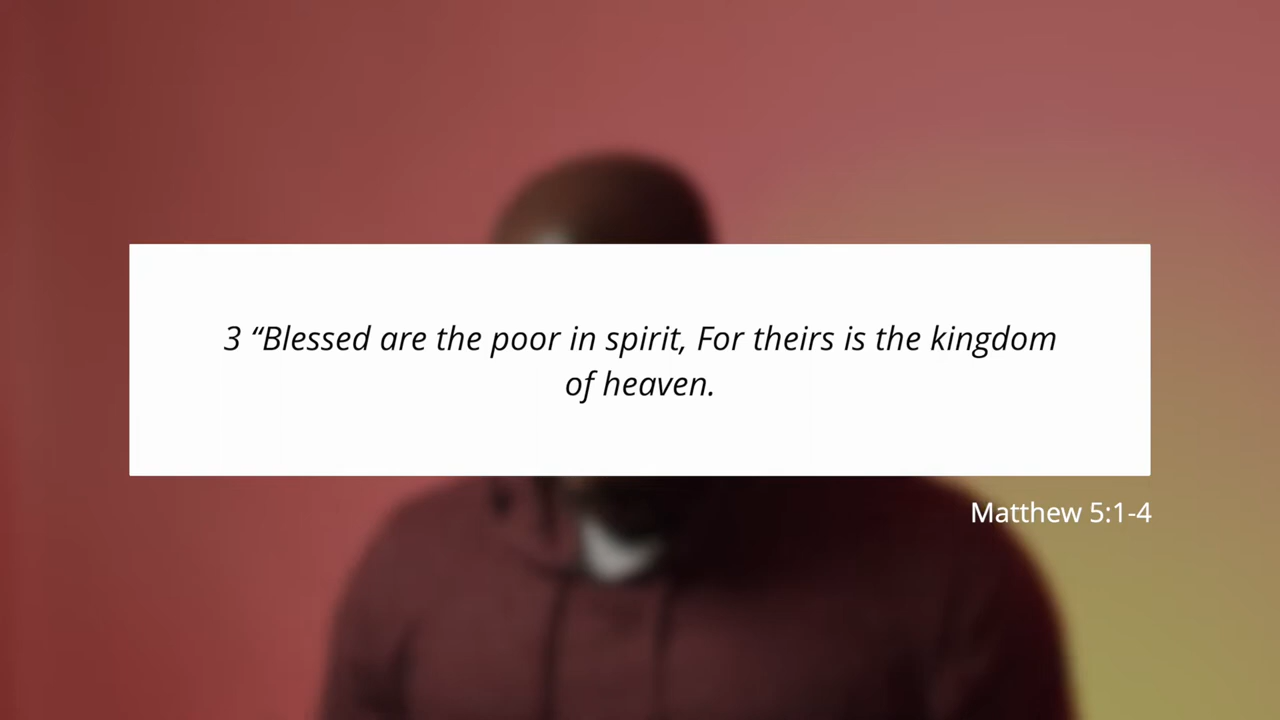 3 “Blessed are the poor in spirit, For theirs is the kingdom
of heaven.
Matthew 5:1-4